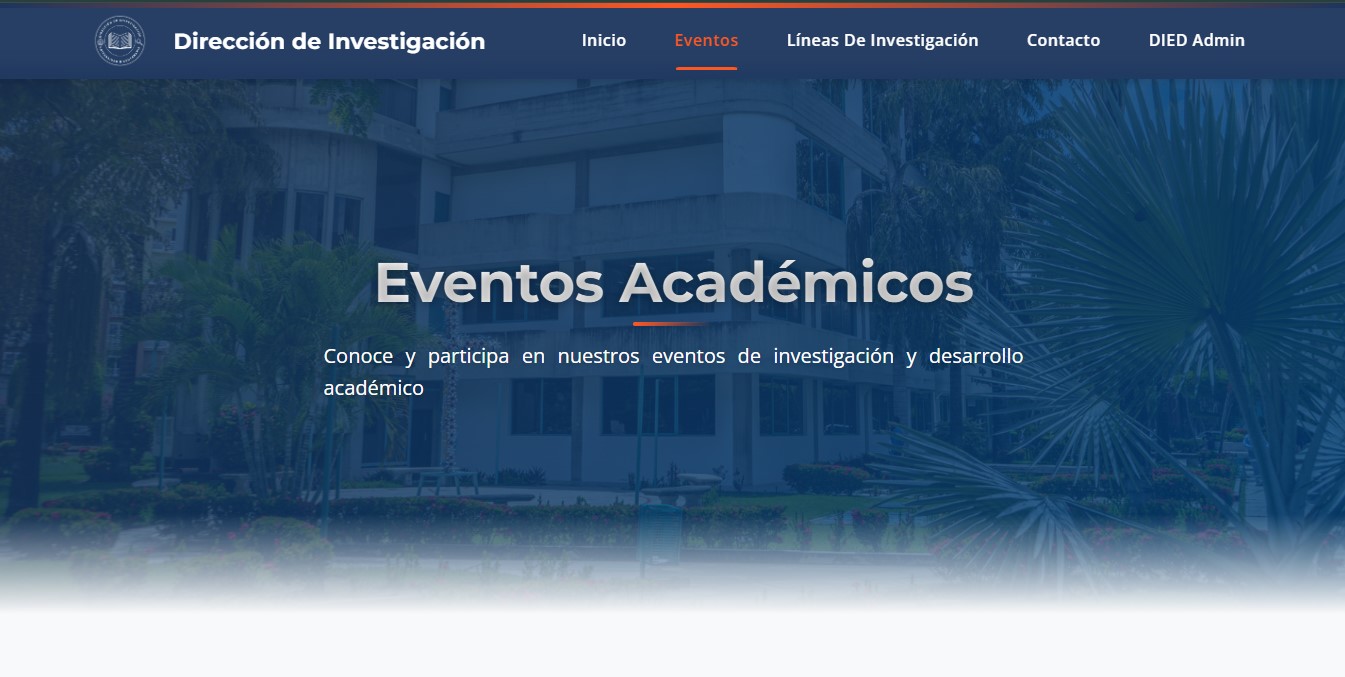 Dirección de Investigación
Inicio
Eventos
Líneas De Investigación
Contacto
DIED Admin
Eventos Académicos
Conoce y participa en nuestros eventos de investigación y desarrollo
académico